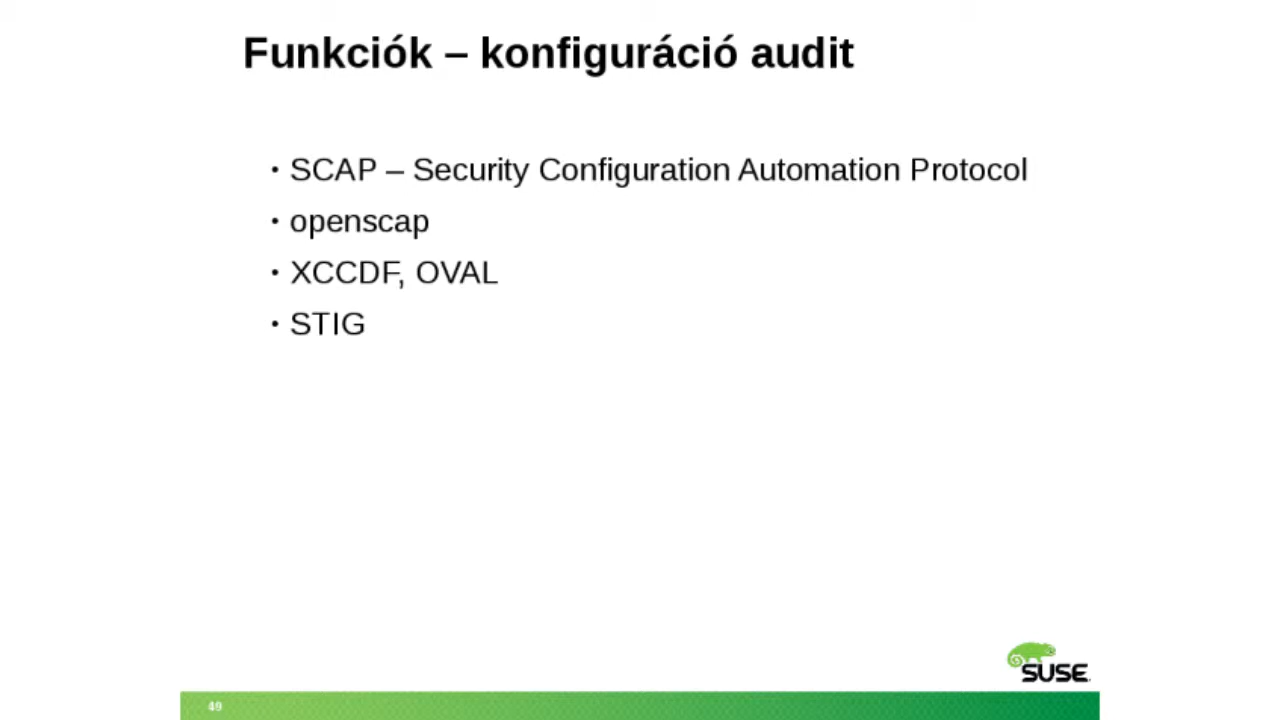 Funkciók – konfiguráció audit
• SCAP – Security Configuration Automation Protocol
• openscap
• XCCDF, OVAL
• STIG
SUSE.
49